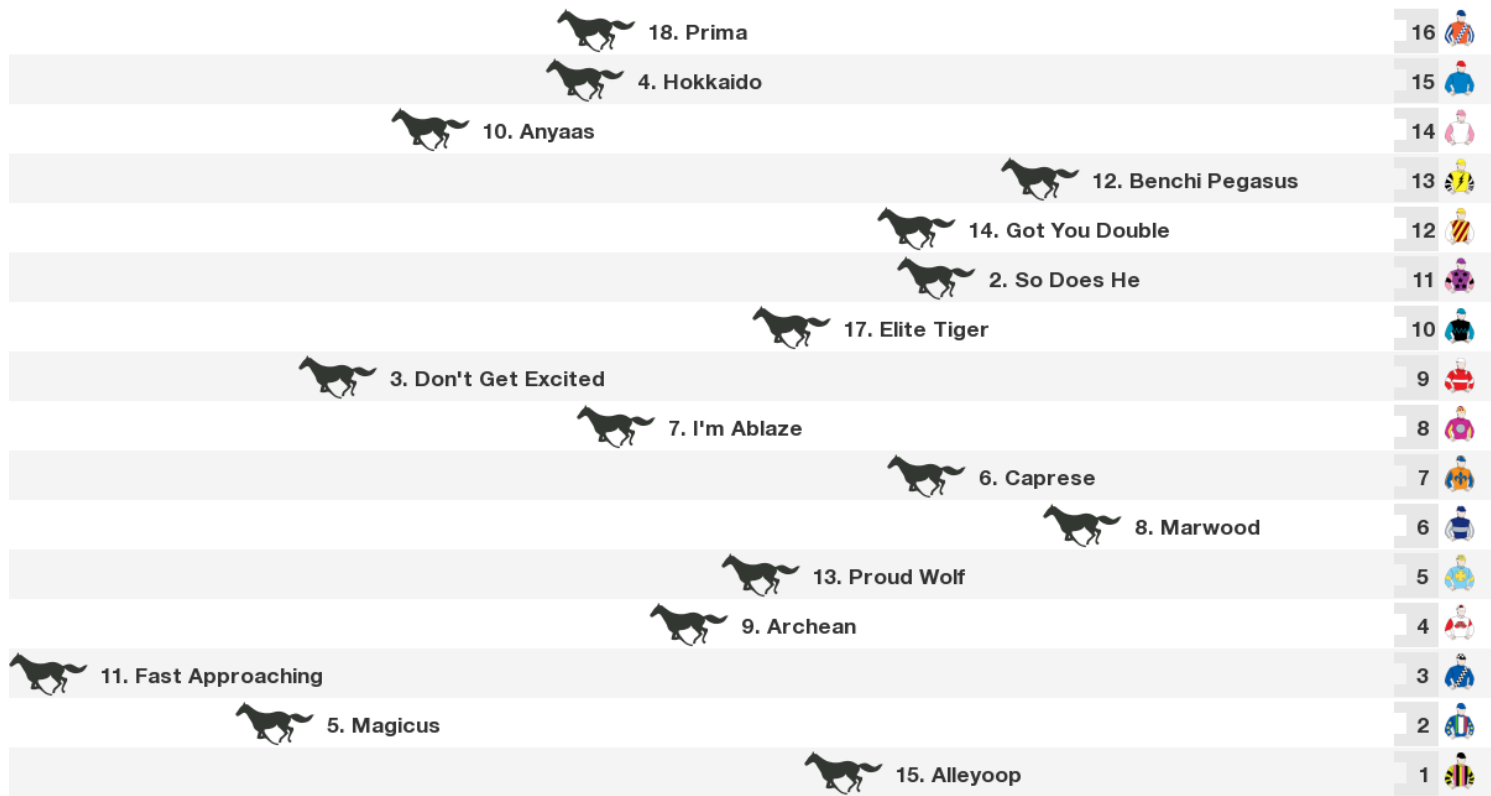 18. Prima 16
4. Hokkaido 15
10. Anyaas 14
12. Benchi Pegasus 13
14. Got You Double 12
2. So Does He 11
17. Elite Tiger 10
3. Don't Get Excited 9
7. I'm Ablaze 8
6. Caprese 7
8. Marwood 6
13. Proud Wolf 5
9. Archean 4
11. Fast Approaching 3
5. Magicus 2
15. Alleyoop 1